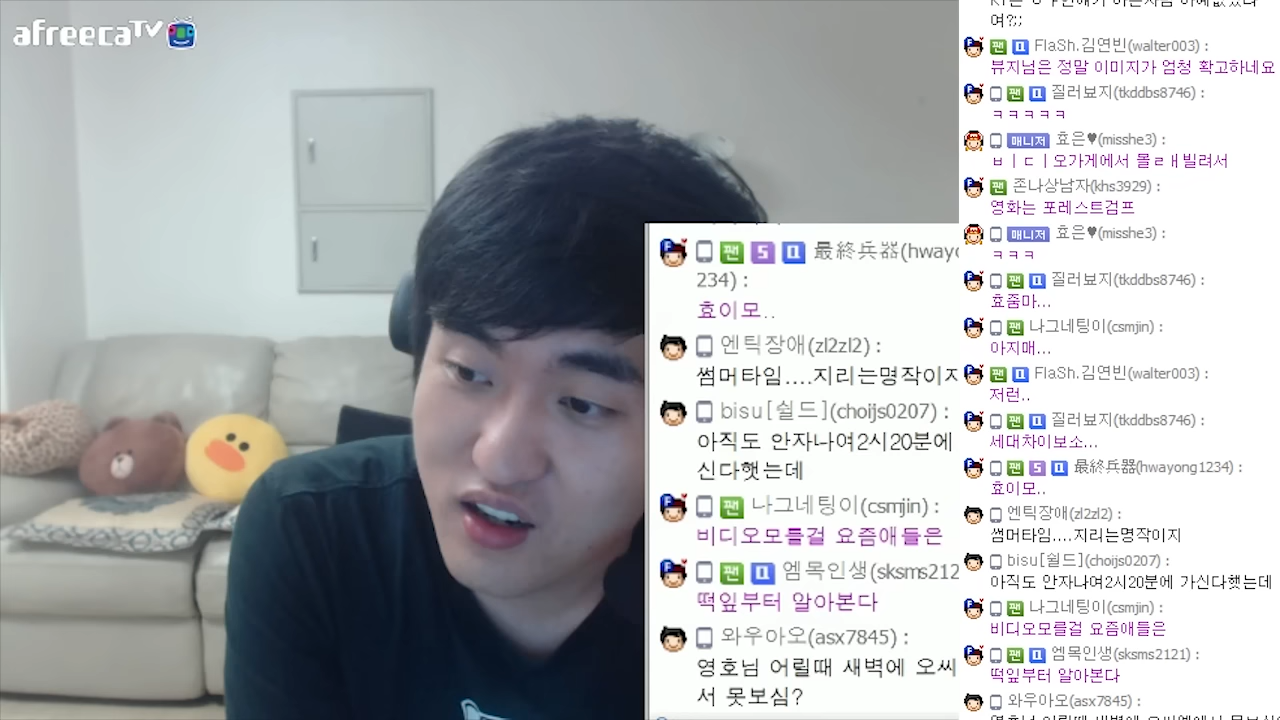 afreecaTV
最終兵器(hwayo
234) :
효이모..
엔틱장애(zl2zl2) :
썸머타임....지리는명작이지
bisu[쉴드](choijs0207) :
아직도 안자나여2시20분에
신다했는데
나그네팅이(csmjin) :
비디오모를걸 요즘애들은
엠목인생(sksms212
떡잎부터 알아본다
와우아오(asx7845) :
영호님 어릴때 새벽에 오씨
서 못보심?
여?;;
팬 FlaSh.김연빈(walter003) :
뷰지님은 정말 이미지가 엄청 확고하네요
팬 질러보지(tkddbs8746) :
ㅋㅋㅋㅋㅋ
매니저 효은♥(misshe3) :
ㅂㅣㄷㅣ오가게에서 몰ㄹㅐ빌려서
팬 존나상남자(khs3929) :
영화는 포레스트검프
매니저 효은♥(misshe3) :
ㅋㅋㅋ
팬 질러보지(tkddbs8746) :
효줌마...
팬 나그네팅이(csmjin) :
아지매...
팬 FlaSh.김연빈(walter003) :
저런..
팬 질러보지(tkddbs8746) :
세대차이보소...
팬 S 最終兵器(hwayong1234) :
효이모..
엔틱장애(zl2zl2) :
썸머타임....지리는명작이지
bisu[쉴드](choijs0207) :
아직도 안자나여2시20분에 가신다했는데
팬 나그네팅이(csmjin) :
비디오모를걸 요즘애들은
팬 엠목인생(sksms2121) :
떡잎부터 알아본다
와우아오(asx7845) :